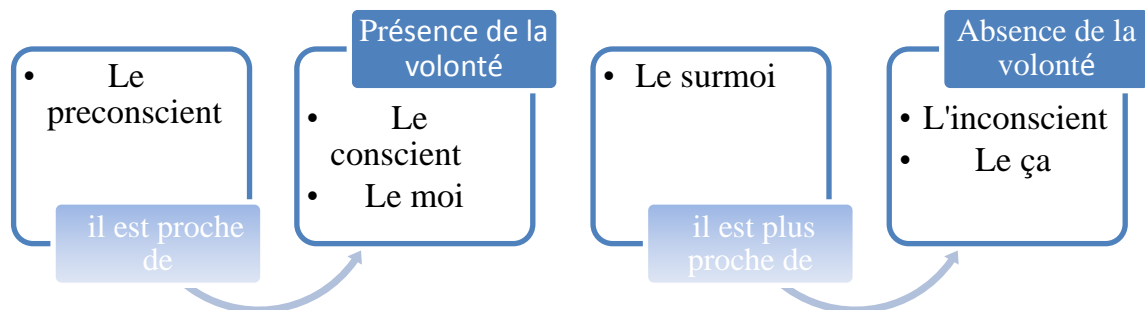 • Le
preconscient
il est proche
de
Présence de la
volonté
• Le
conscient
• Le moi
• Le surmoi
il est plus
proche de
Absence de la
volonté
• L'inconscient
• Le ça